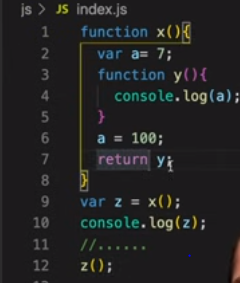 js > JS index.js
1 function x(){
2 var a= 7;
3 function y(){
4 console.log(a);
5 }
6 a = 100;
7 return y;
8 }
9 var z = x();
10 console.log(z);
11 //......
12 z();